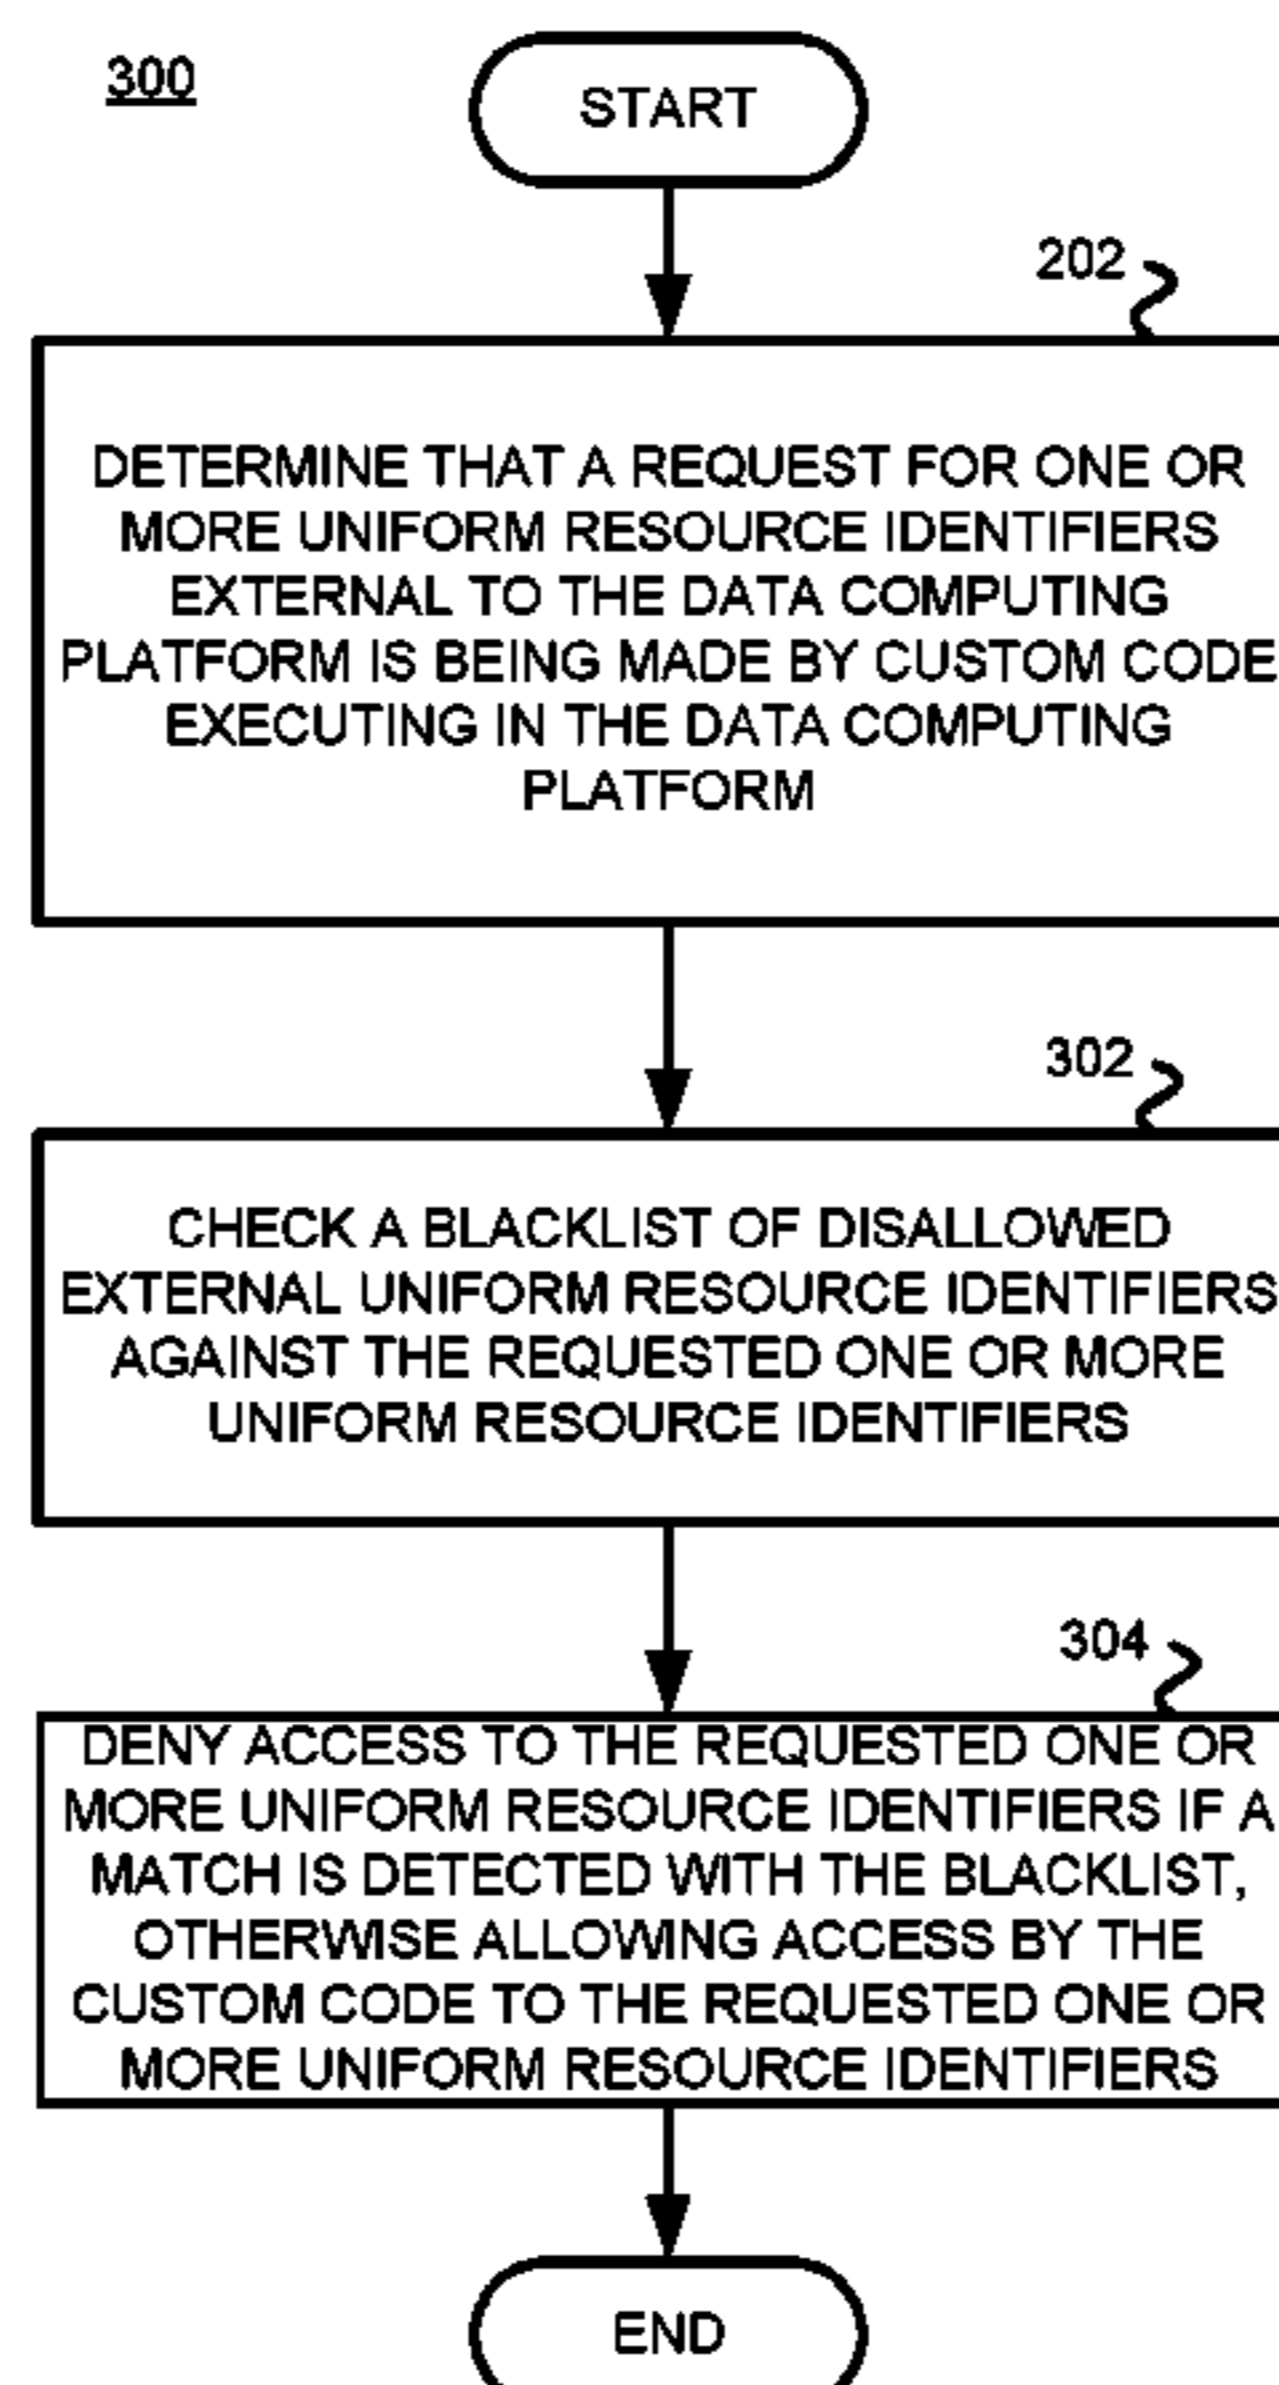 300
START
202
DETERMINE THAT A REQUEST FOR ONE OR
MORE UNIFORM RESOURCE IDENTIFIERS
EXTERNAL TO THE DATA COMPUTING
PLATFORM IS BEING MADE BY CUSTOM CODE
EXECUTING IN THE DATA COMPUTING
PLATFORM
302
CHECK A BLACKLIST OF DISALLOWED
EXTERNAL UNIFORM RESOURCE IDENTIFIERS
AGAINST THE REQUESTED ONE OR MORE
UNIFORM RESOURCE IDENTIFIERS
304
DENY ACCESS TO THE REQUESTED ONE OR
MORE UNIFORM RESOURCE IDENTIFIERS IF A
MATCH IS DETECTED WITH THE BLACKLIST,
OTHERWISE ALLOWING ACCESS BY THE
CUSTOM CODE TO THE REQUESTED ONE OR
MORE UNIFORM RESOURCE IDENTIFIERS
END